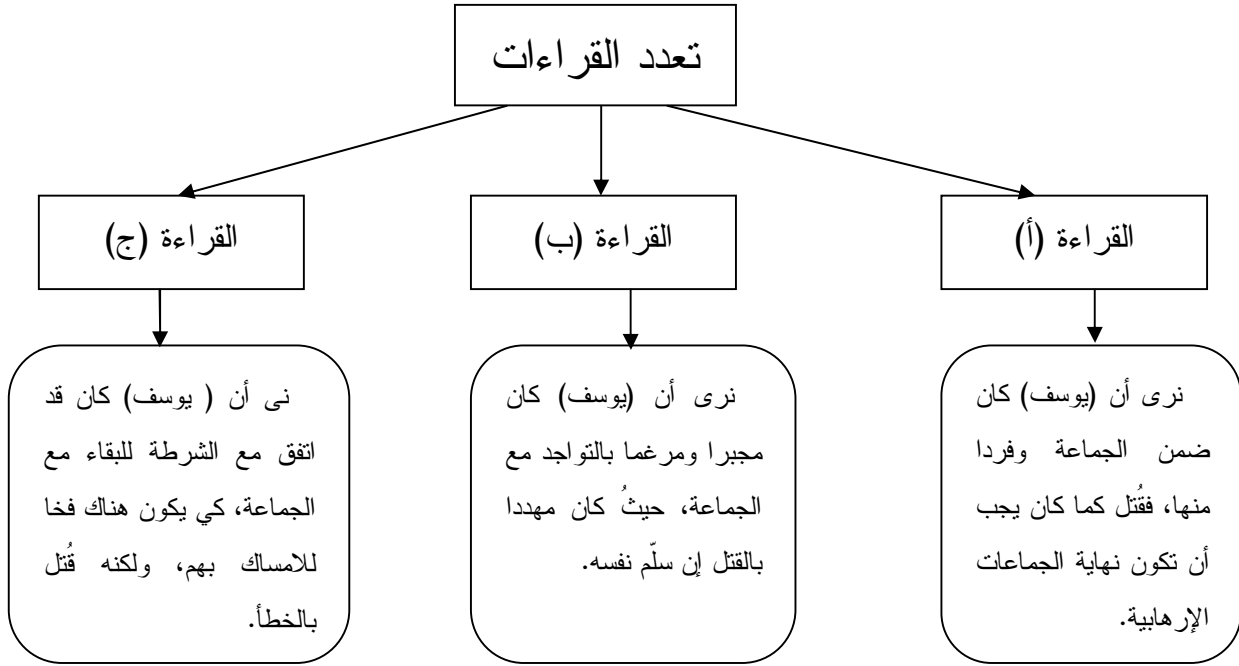 تعدد القراءات
القراءة (أ)
القراءة (ب)
القراءة (ج)
نرى أن (يوسف) كان
ضمن الجماعة وفردا
منها، فقُتل كما كان يجب
أن تكون نهاية الجماعات
الإرهابية.
نرى أن (يوسف) كان
مجبرا ومرغما بالتواجد مع
الجماعة، حيثُ كان مهددا
بالقتل إن سلّم نفسه.
نى أن ( يوسف) كان قد
اتفق مع الشرطة للبقاء مع
الجماعة، كي يكون هناك فخا
للامساك بهم، ولكنه قُتل
بالخطأ.